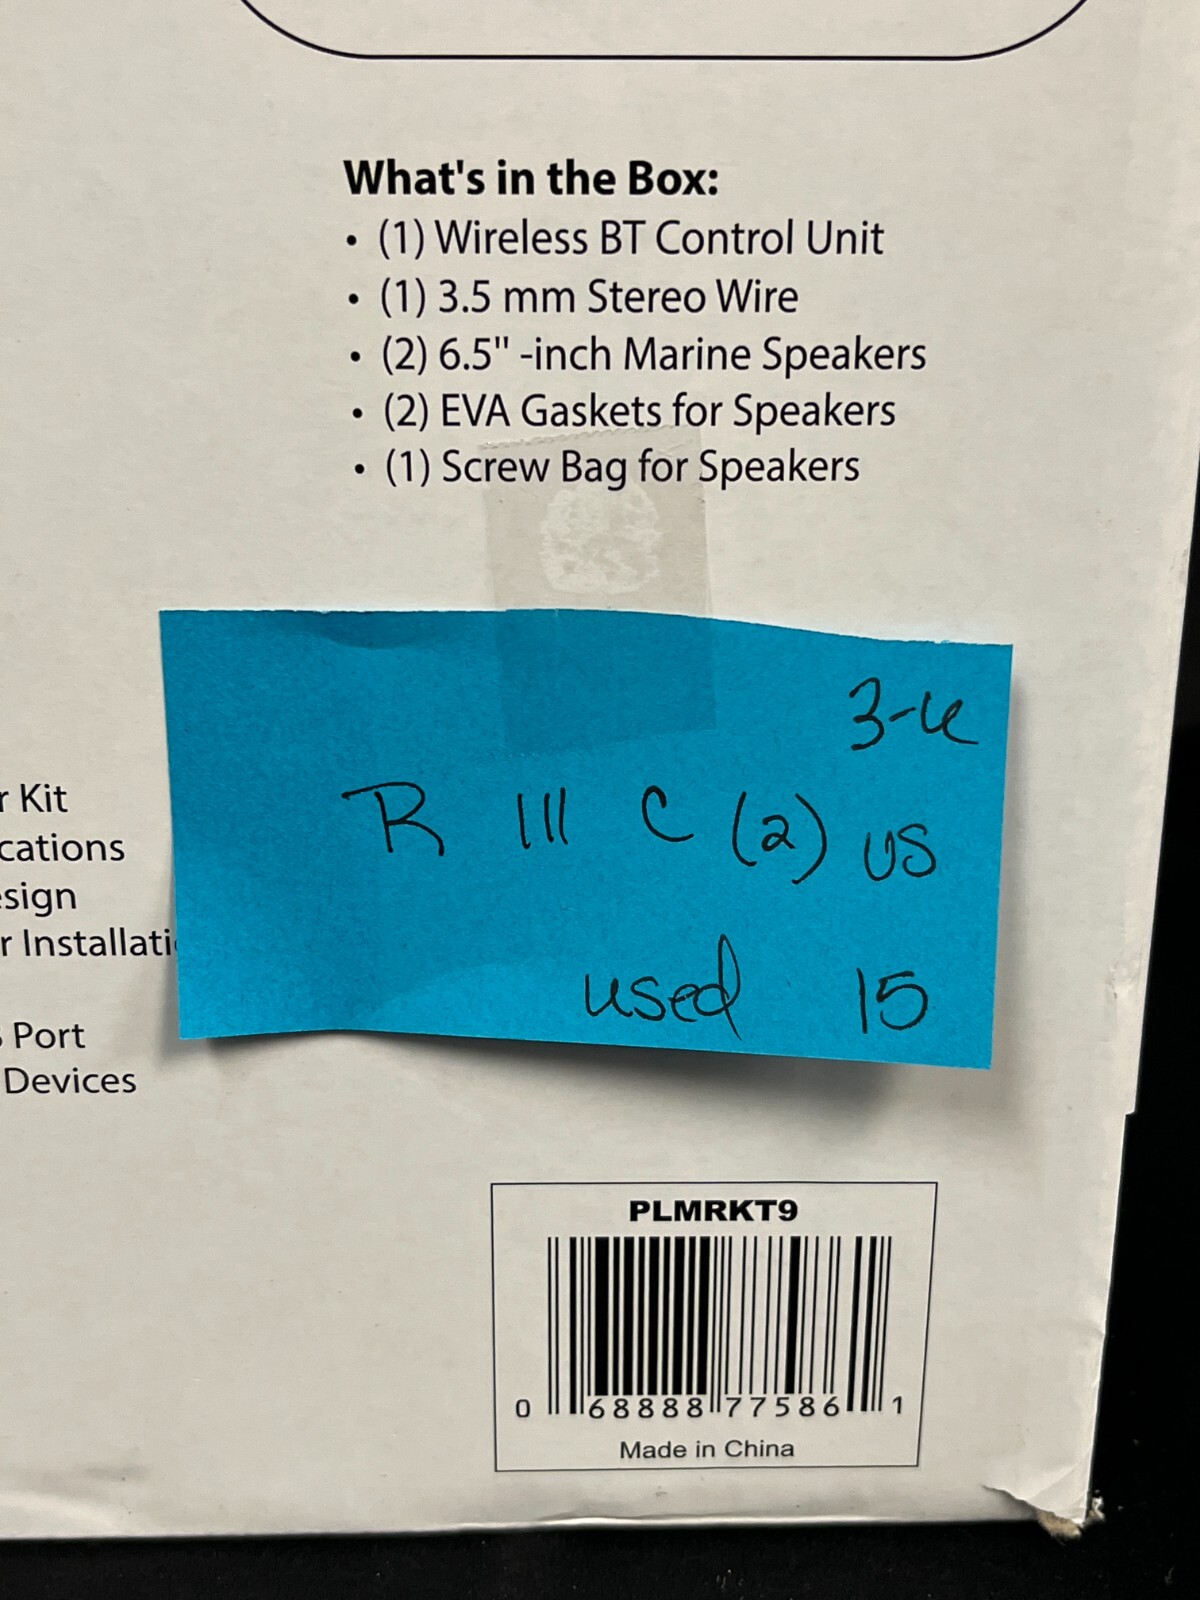 What's in the Box:
• (1) Wireless BT Control Unit
• (1) 3.5 mm Stereo Wire
• (2) 6.5" -inch Marine Speakers
• (2) EVA Gaskets for Speakers
• (1) Screw Bag for Speakers
r Kit
cations
esign
r Installati
Port
Devices
R 111 C (2) US
used 15
PLMRKT9
0 68888 77586 1
Made in China